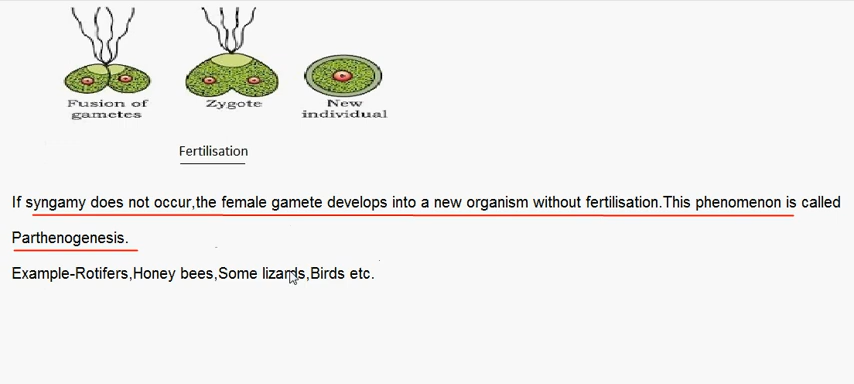 Fusion of gametes
Zygote
New individual
Fertilisation
If syngamy does not occur,the female gamete develops into a new organism without fertilisation.This phenomenon is called
Parthenogenesis.
Example-Rotifers,Honey bees,Some lizards,Birds etc.